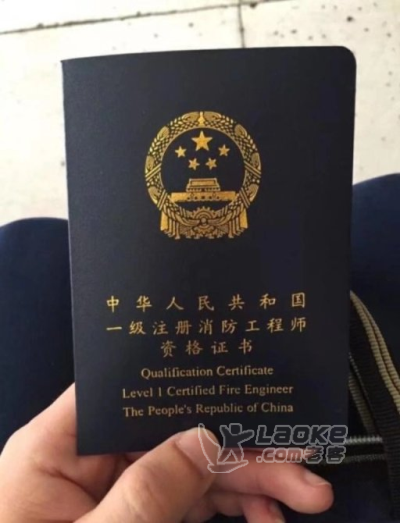 中华人民共和国
一级注册消防工程师
资格证书
Qualification Certificate
Level 1 Certified Fire Engineer
The People's Republic of China
LAOKE
.COM老客